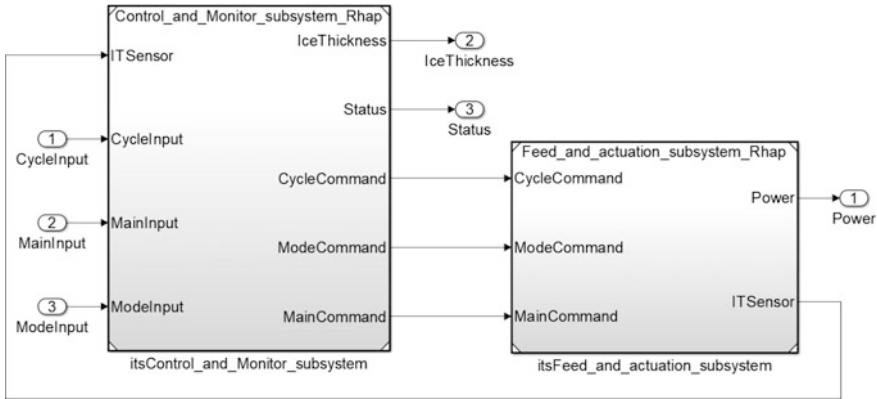 Control_and_Monitor_subsystem_Rhap
ITSensor
IceThickness
2
IceThickness
Status
3
Status
1
CycleInput
CycleInput
CycleCommand
2
MainInput
MainInput
ModeCommand
3
ModeInput
ModeInput
MainCommand
itsControl_and_Monitor_subsystem
Feed_and_actuation_subsystem_Rhap
CycleCommand
Power
1
Power
ModeCommand
ITSensor
MainCommand
itsFeed_and_actuation_subsystem